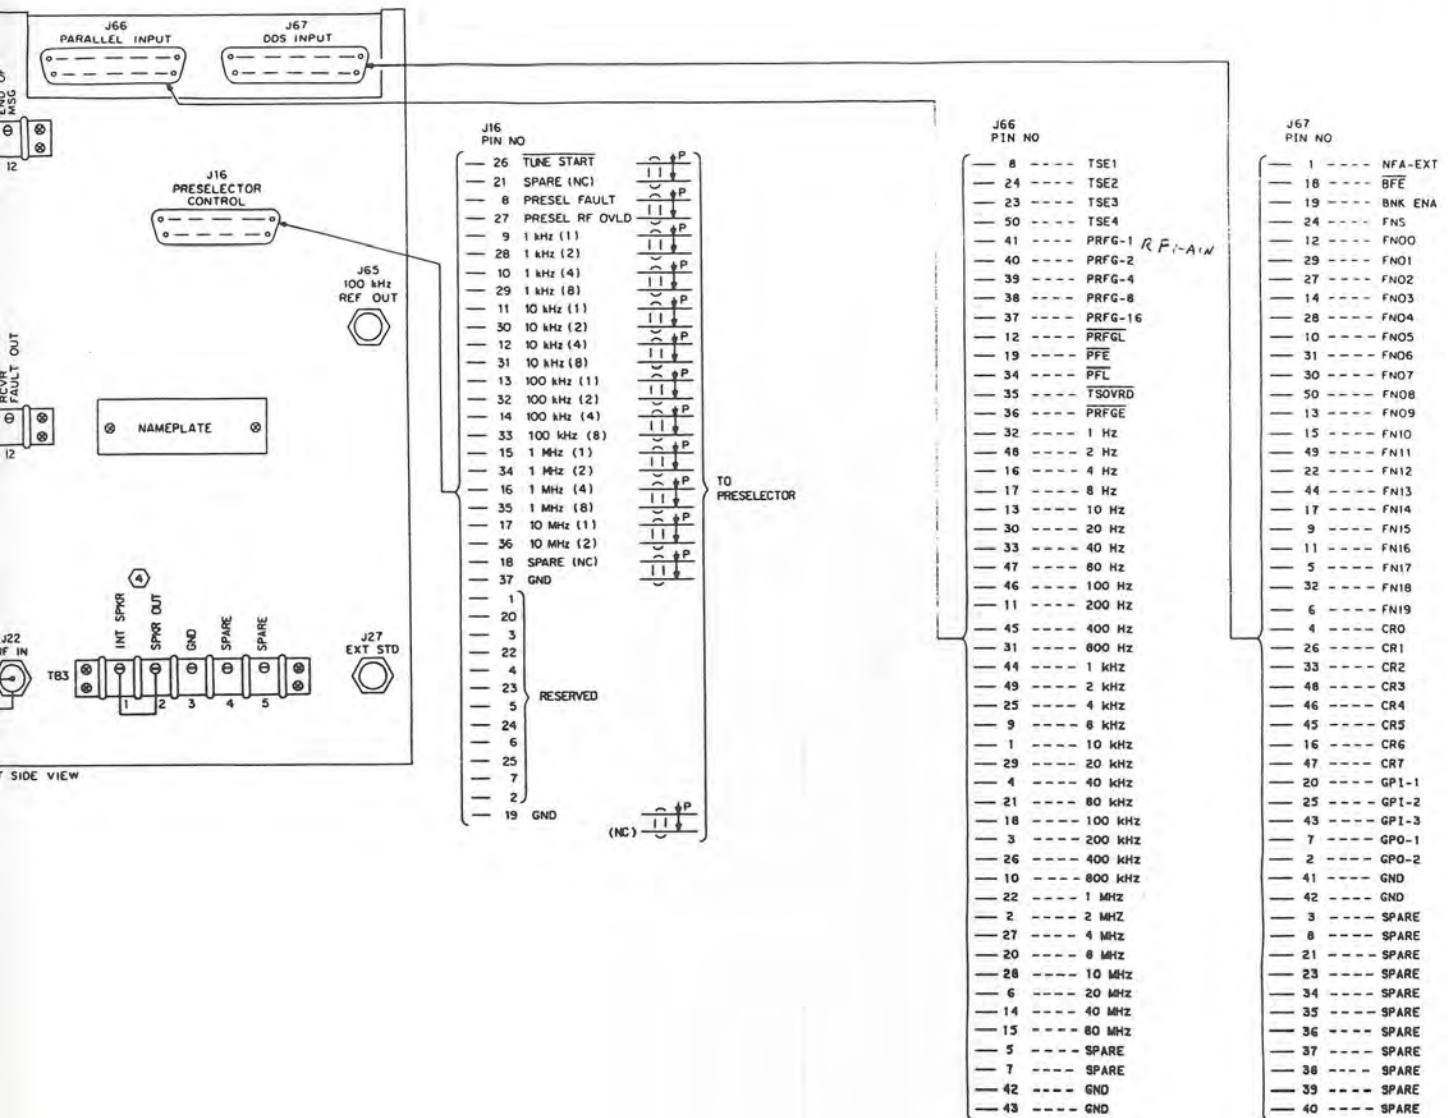 J66
PARALLEL INPUT
J67
DDS INPUT
END OF
MSG
12
J16
PRESELECTOR
CONTROL
J65
100 kHz
REF OUT
RCVR
FAULT OUT
12
NAMEPLATE
4
INT SPKR
SPKR OUT
GND
SPARE
SPARE
J22
IF IN
TB3
1 2 3 4 5
J27
EXT STD
T SIDE VIEW
J16
PIN NO
26 TUNE START P
21 SPARE (NC)
8 PRESEL FAULT P
27 PRESEL RF OVLD
9 1 kHz (1) P
28 1 kHz (2)
10 1 kHz (4) P
29 1 kHz (8)
11 10 kHz (1) P
30 10 kHz (2)
12 10 kHz (4) P
31 10 kHz (8)
13 100 kHz (1) P
32 100 kHz (2)
14 100 kHz (4) P
33 100 kHz (8)
15 1 MHz (1) P
34 1 MHz (2)
16 1 MHz (4) P
35 1 MHz (8)
17 10 MHz (1) P
36 10 MHz (2)
18 SPARE (NC) P
37 GND
1
20
3
22
4
23
5
24
6
25
7
2
RESERVED
19 GND P
(NC)
TO
PRESELECTOR
J66
PIN NO
8 ---- TSE1
24 ---- TSE2
23 ---- TSE3
50 ---- TSE4
41 ---- PRFG-1
40 ---- PRFG-2
39 ---- PRFG-4
38 ---- PRFG-8
37 ---- PRFG-16
12 ---- PRFGL
19 ---- PFE
34 ---- PFL
35 ---- TSOVRD
36 ---- PRFGE
32 ---- 1 Hz
48 ---- 2 Hz
16 ---- 4 Hz
17 ---- 8 Hz
13 ---- 10 Hz
30 ---- 20 Hz
33 ---- 40 Hz
47 ---- 80 Hz
46 ---- 100 Hz
11 ---- 200 Hz
45 ---- 400 Hz
31 ---- 800 Hz
44 ---- 1 kHz
49 ---- 2 kHz
25 ---- 4 kHz
9 ---- 8 kHz
1 ---- 10 kHz
29 ---- 20 kHz
4 ---- 40 kHz
21 ---- 80 kHz
18 ---- 100 kHz
3 ---- 200 kHz
26 ---- 400 kHz
10 ---- 800 kHz
22 ---- 1 MHz
2 ---- 2 MHZ
27 ---- 4 MHz
20 ---- 8 MHz
28 ---- 10 MHz
6 ---- 20 MHz
14 ---- 40 MHz
15 ---- 80 MHz
5 ---- SPARE
7 ---- SPARE
42 ---- GND
43 ---- GND
J67
PIN NO
1 ---- NFA-EXT
18 ---- BFE
19 ---- BNK ENA
24 ---- FNS
12 ---- FN00
29 ---- FN01
27 ---- FN02
14 ---- FN03
28 ---- FN04
10 ---- FN05
31 ---- FN06
30 ---- FN07
50 ---- FN08
13 ---- FN09
15 ---- FN10
49 ---- FN11
22 ---- FN12
44 ---- FN13
17 ---- FN14
9 ---- FN15
11 ---- FN16
5 ---- FN17
32 ---- FN18
6 ---- FN19
4 ---- CR0
26 ---- CR1
33 ---- CR2
48 ---- CR3
46 ---- CR4
45 ---- CR5
16 ---- CR6
47 ---- CR7
20 ---- GPI-1
25 ---- GPI-2
43 ---- GPI-3
7 ---- GPO-1
2 ---- GPO-2
41 ---- GND
42 ---- GND
3 ---- SPARE
8 ---- SPARE
21 ---- SPARE
23 ---- SPARE
34 ---- SPARE
35 ---- SPARE
36 ---- SPARE
37 ---- SPARE
38 ---- SPARE
39 ---- SPARE
40 ---- SPARE